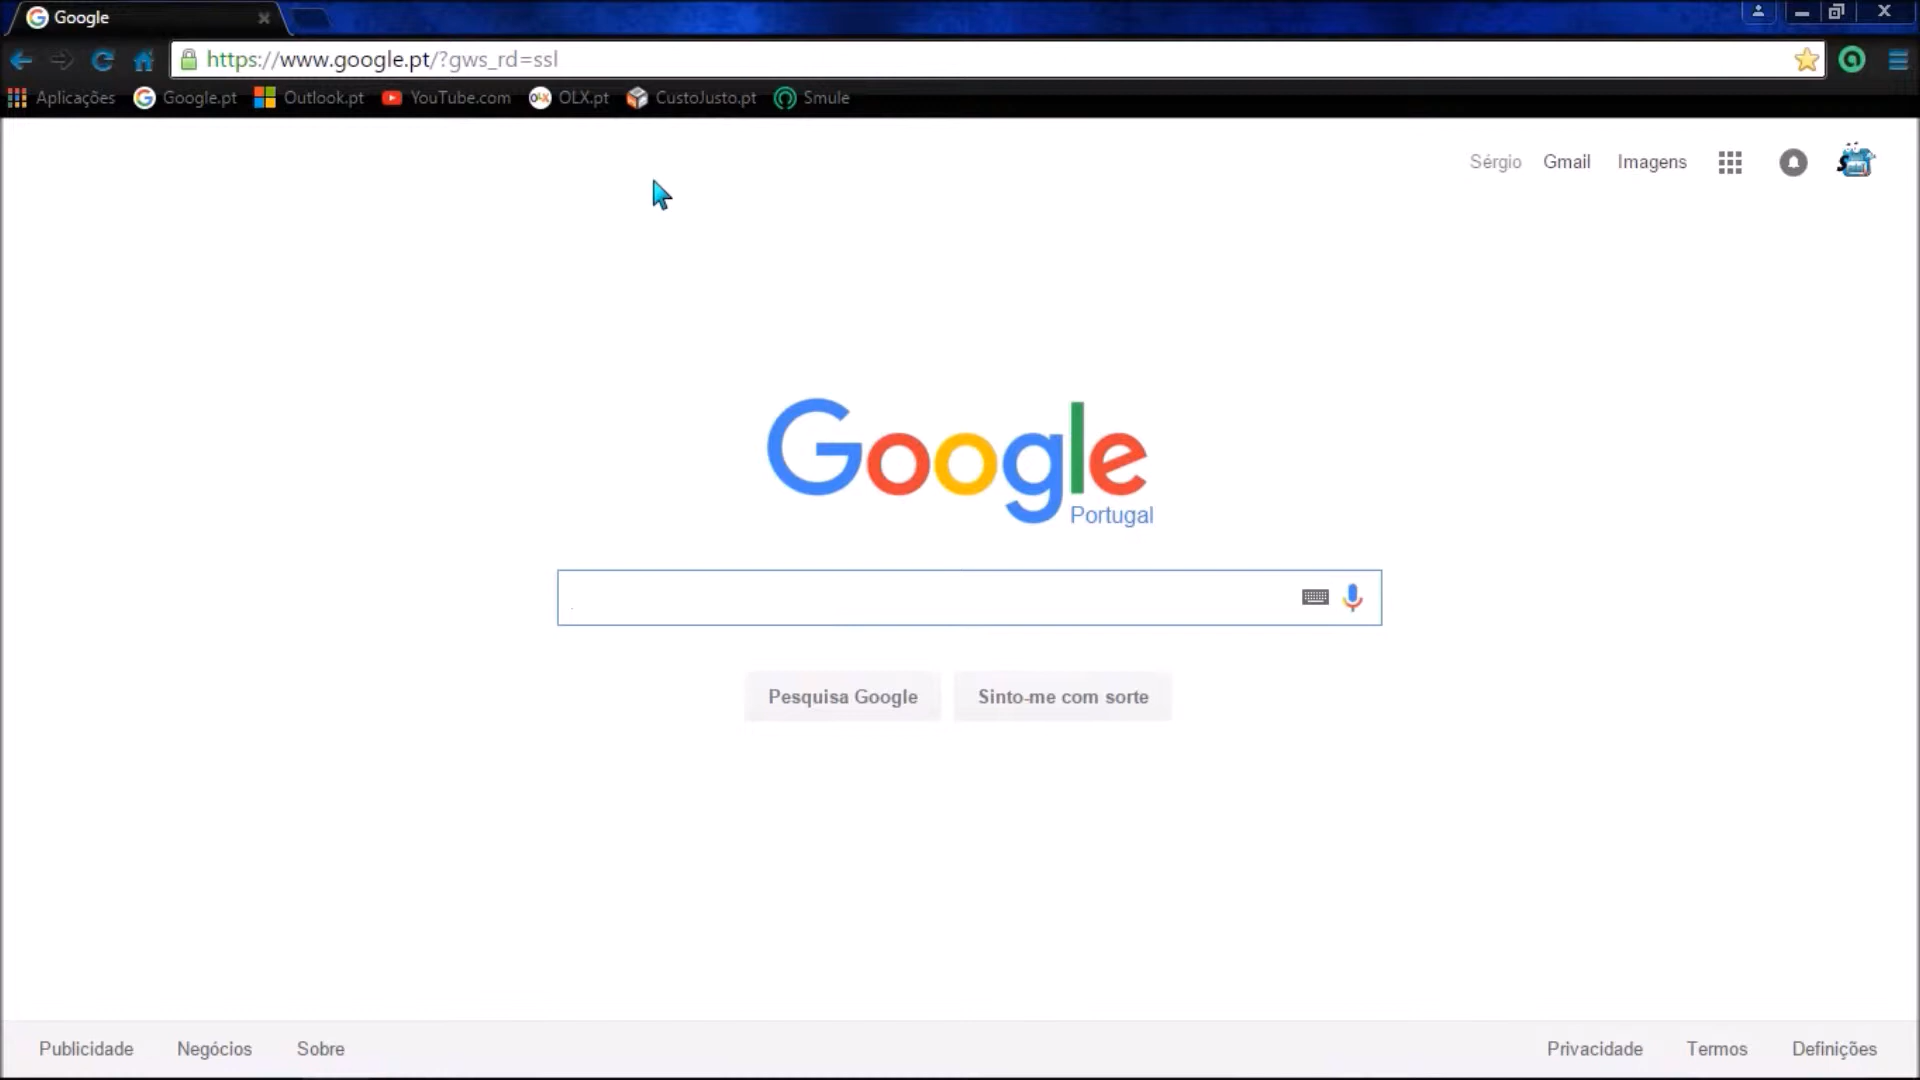 Google
https://www.google.pt/?gws_rd=ssl
Aplicações Google.pt Outlook.pt YouTube.com OLX OLX.pt CustoJusto.pt Smule
Sérgio Gmail Imagens
Google
Portugal
Pesquisa Google Sinto-me com sorte
Publicidade Negócios Sobre Privacidade Termos Definições